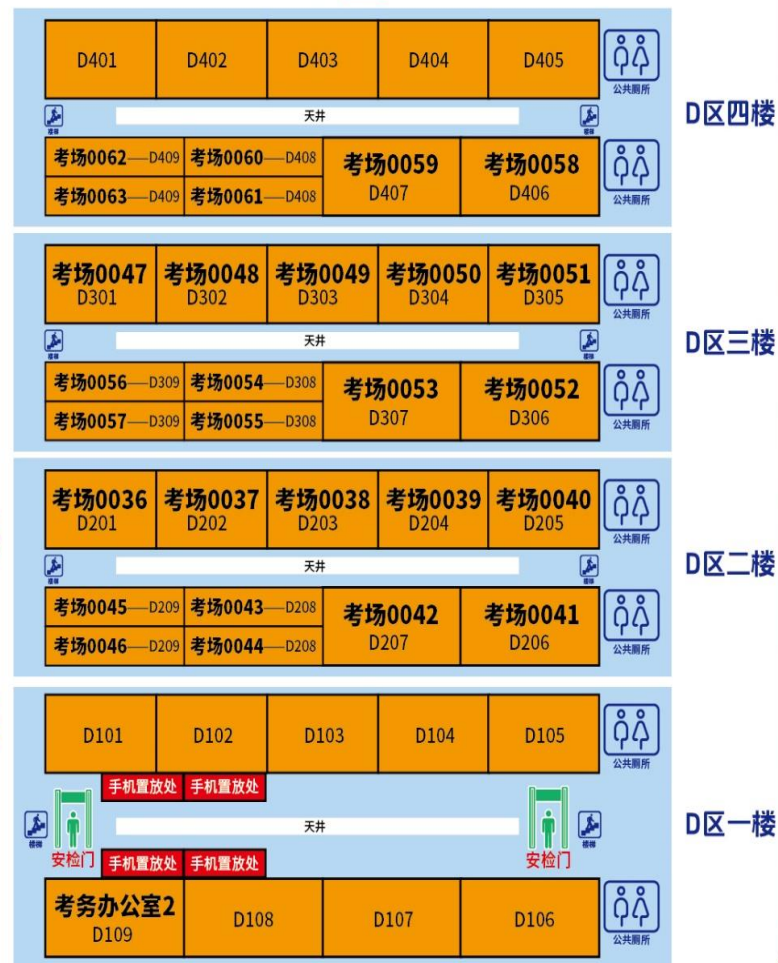 D401 D402 D403 D404 D405
公共厕所
D区四楼
楼梯 天井 楼梯
考场0062—D409 考场0060—D408
考场0059 考场0058
D407 D406
考场0063—D409 考场0061—D408
公共厕所
考场0047 考场0048 考场0049 考场0050 考场0051
D301 D302 D303 D304 D305
公共厕所
D区三楼
楼梯 天井 楼梯
考场0056—D309 考场0054—D308
考场0053 考场0052
D307 D306
考场0057—D309 考场0055—D308
公共厕所
考场0036 考场0037 考场0038 考场0039 考场0040
D201 D202 D203 D204 D205
公共厕所
D区二楼
楼梯 天井 楼梯
考场0045—D209 考场0043—D208
考场0042 考场0041
D207 D206
考场0046—D209 考场0044—D208
公共厕所
D101 D102 D103 D104 D105
公共厕所
手机置放处 手机置放处
D区一楼
楼梯 天井 楼梯
安检门 安检门
手机置放处 手机置放处
考务办公室2
D109 D108 D107 D106
公共厕所